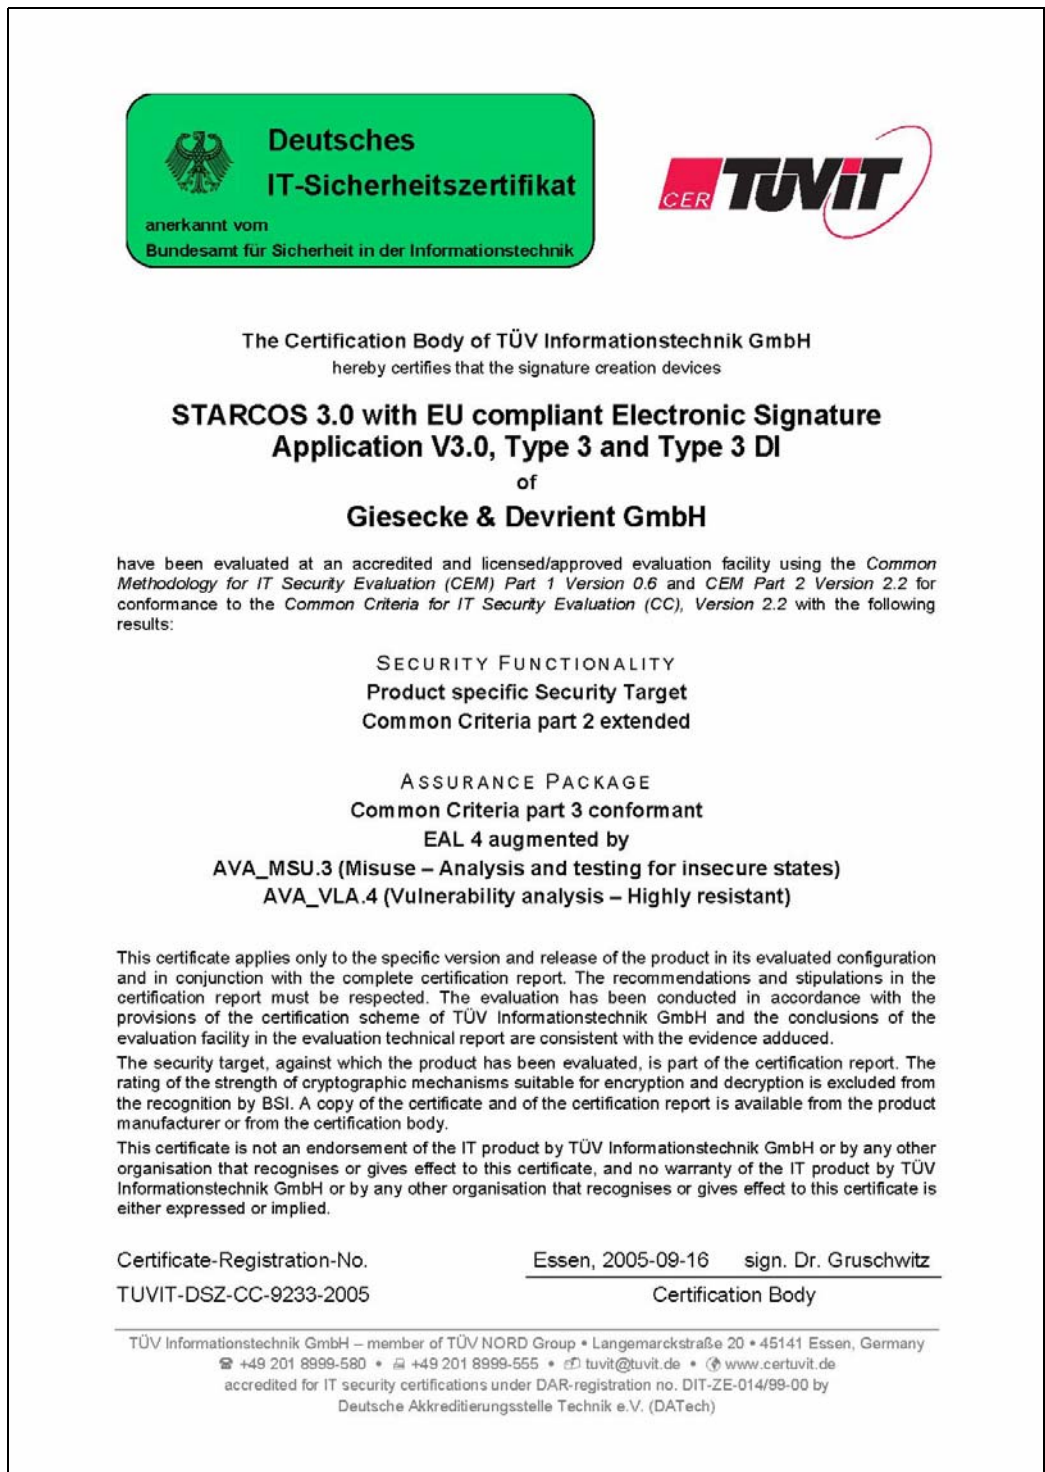 Deutsches
IT-Sicherheitszertifikat
anerkannt vom
Bundesamt für Sicherheit in der Informationstechnik
CERTÜViT
The Certification Body of TÜV Informationstechnik GmbH
hereby certifies that the signature creation devices
STARCOS 3.0 with EU compliant Electronic Signature
Application V3.0, Type 3 and Type 3 DI
of
Giesecke & Devrient GmbH
have been evaluated at an accredited and licensed/approved evaluation facility using the Common
Methodology for IT Security Evaluation (CEM) Part 1 Version 0.6 and CEM Part 2 Version 2.2 for
conformance to the Common Criteria for IT Security Evaluation (CC), Version 2.2 with the following
results:
SECURITY FUNCTIONALITY
Product specific Security Target
Common Criteria part 2 extended
ASSURANCE PACKAGE
Common Criteria part 3 conformant
EAL 4 augmented by
AVA_MSU.3 (Misuse – Analysis and testing for insecure states)
AVA_VLA.4 (Vulnerability analysis – Highly resistant)
This certificate applies only to the specific version and release of the product in its evaluated configuration
and in conjunction with the complete certification report. The recommendations and stipulations in the
certification report must be respected. The evaluation has been conducted in accordance with the
provisions of the certification scheme of TÜV Informationstechnik GmbH and the conclusions of the
evaluation facility in the evaluation technical report are consistent with the evidence adduced.
The security target, against which the product has been evaluated, is part of the certification report. The
rating of the strength of cryptographic mechanisms suitable for encryption and decryption is excluded from
the recognition by BSI. A copy of the certificate and of the certification report is available from the product
manufacturer or from the certification body.
This certificate is not an endorsement of the IT product by TÜV Informationstechnik GmbH or by any other
organisation that recognises or gives effect to this certificate, and no warranty of the IT product by TÜV
Informationstechnik GmbH or by any other organisation that recognises or gives effect to this certificate is
either expressed or implied.
Certificate-Registration-No.
TUVIT-DSZ-CC-9233-2005
Essen, 2005-09-16 sign. Dr. Gruschwitz
Certification Body
TÜV Informationstechnik GmbH – member of TÜV NORD Group • Langemarckstraße 20 • 45141 Essen, Germany
☎ +49 201 8999-580 • +49 201 8999-555 • tuvit@tuvit.de • www.certuvit.de
accredited for IT security certifications under DAR-registration no. DIT-ZE-014/99-00 by
Deutsche Akkreditierungsstelle Technik e.V. (DATech)